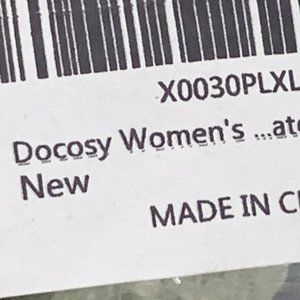 X0030PLXL
Docosy Women's ...ate
New
MADE IN C